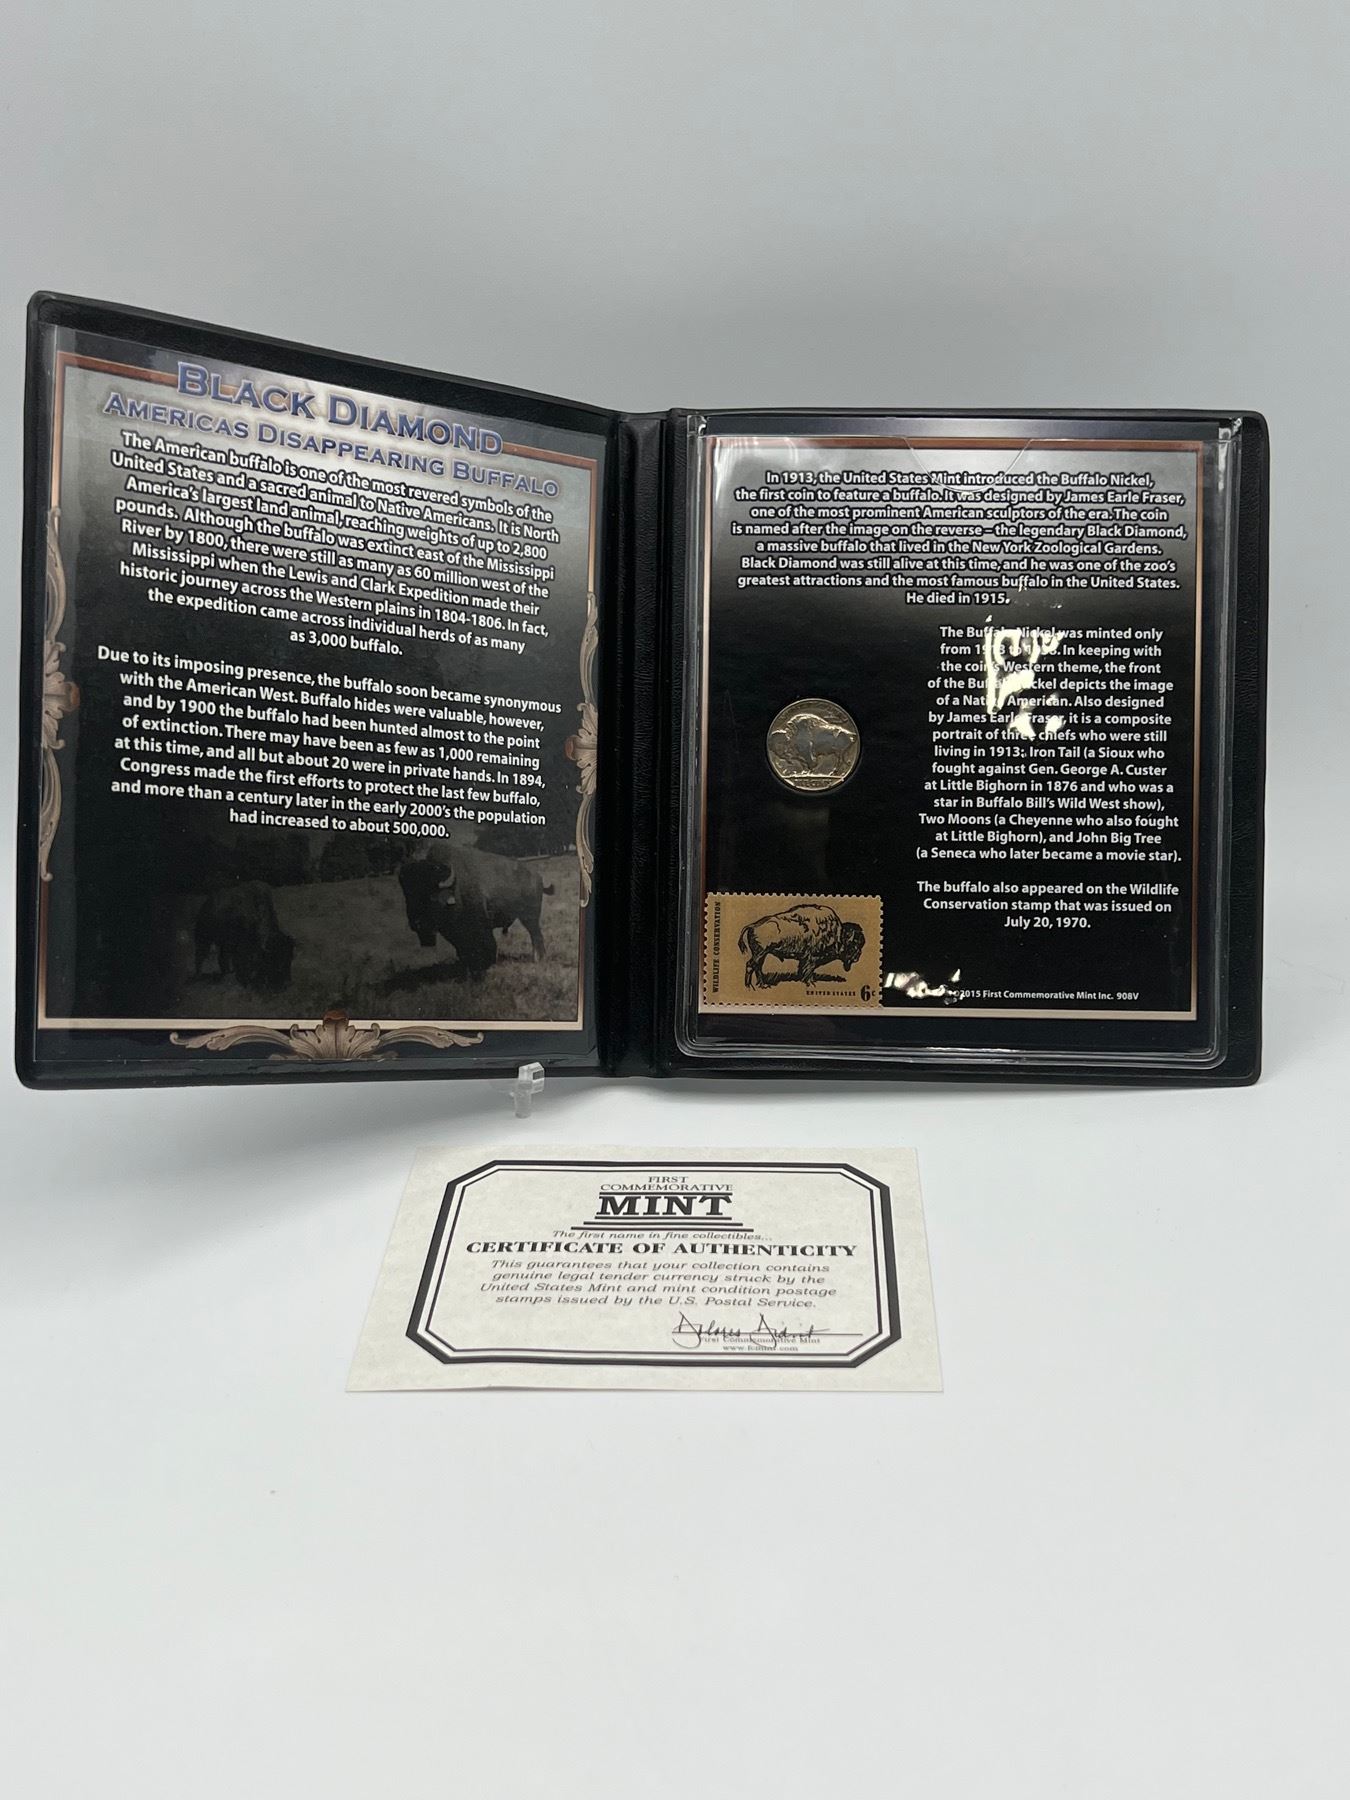 BLACK DIAMOND
AMERICAS DISAPPEARING BUFFALO
The American buffalo is one of the most revered symbols of the
United States and a sacred animal to Native Americans. It is North
America's largest land animal, reaching weights of up to 2,800
pounds. Although the buffalo was extinct east of the Mississippi
River by 1800, there were still as many as 60 million west of the
Mississippi when the Lewis and Clark Expedition made their
historic journey across the Western plains in 1804-1806. In fact,
the expedition came across individual herds of as many
as 3,000 buffalo.
Due to its imposing presence, the buffalo soon became synonymous
with the American West. Buffalo hides were valuable, however,
and by 1900 the buffalo had been hunted almost to the point
of extinction. There may have been as few as 1,000 remaining
at this time, and all but about 20 were in private hands. In 1894,
Congress made the first efforts to protect the last few buffalo,
and more than a century later in the early 2000's the population
had increased to about 500,000.
In 1913, the United States Mint introduced the Buffalo Nickel,
the first coin to feature a buffalo. It was designed by James Earle Fraser,
one of the most prominent American sculptors of the era. The coin
is named after the image on the reverse—the legendary Black Diamond,
a massive buffalo that lived in the New York Zoological Gardens.
Black Diamond was still alive at this time, and he was one of the zoo's
greatest attractions and the most famous buffalo in the United States.
He died in 1915.
The Buffalo Nickel was minted only
from 1913 to 1938. In keeping with
the coin's Western theme, the front
of the Buffalo Nickel depicts the image
of a Native American. Also designed
by James Earle Fraser, it is a composite
portrait of three chiefs who were still
living in 1913: Iron Tail (a Sioux who
fought against Gen. George A. Custer
at Little Bighorn in 1876 and who was a
star in Buffalo Bill's Wild West show),
Two Moons (a Cheyenne who also fought
at Little Bighorn), and John Big Tree
(a Seneca who later became a movie star).
The buffalo also appeared on the Wildlife
Conservation stamp that was issued on
July 20, 1970.
WILDLIFE CONSERVATION
UNITED STATES 6c
©2015 First Commemorative Mint Inc. 908V
FIRST
COMMEMORATIVE
MINT
The first name in fine collectibles...
CERTIFICATE OF AUTHENTICITY
This guarantees that your collection contains
genuine legal tender currency struck by the
United States Mint and mint condition postage
stamps issued by the U.S. Postal Service.
First Commemorative Mint
www.fcmint.com